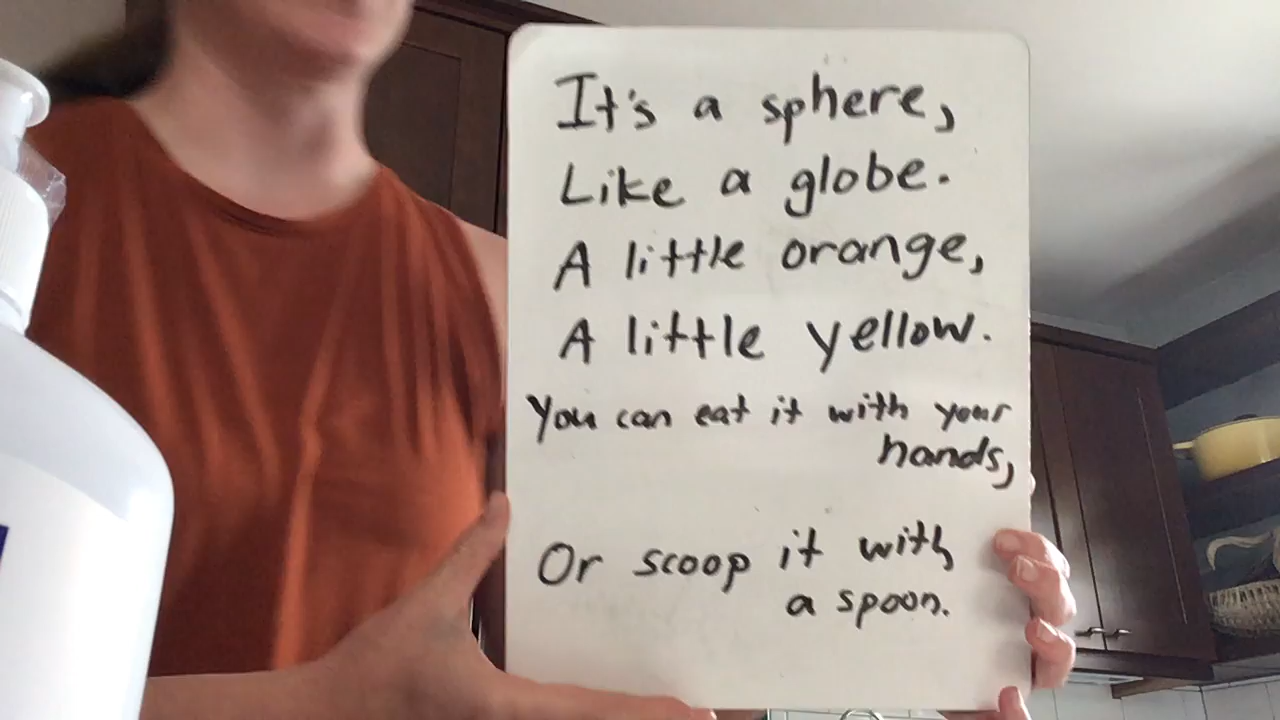 It's a sphere,
Like a globe.
A little orange,
A little yellow.
You can eat it with your
hands,
Or scoop it with
a spoon.